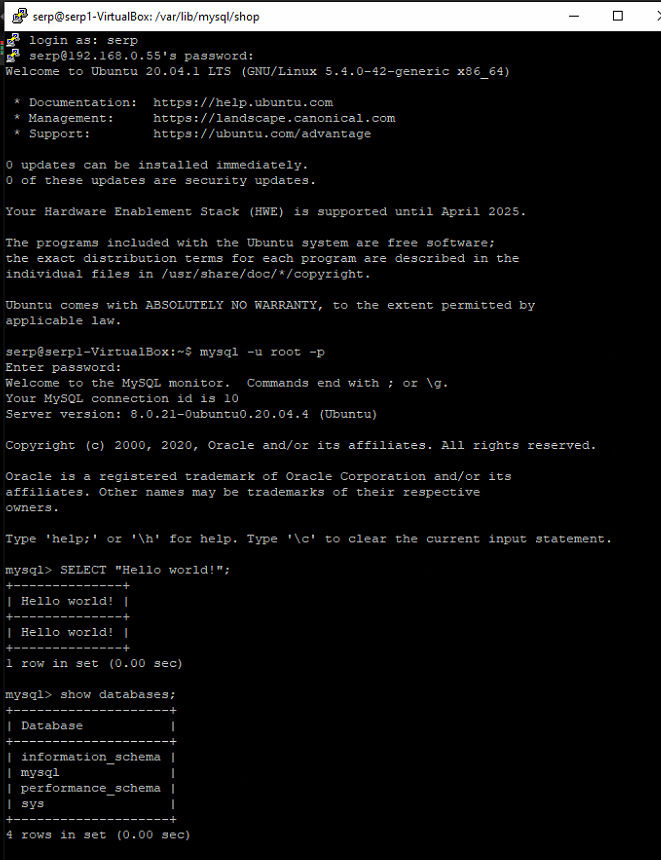 serp@serp1-VirtualBox: /var/lib/mysql/shop
login as: serp
serp@192.168.0.55's password:
Welcome to Ubuntu 20.04.1 LTS (GNU/Linux 5.4.0-42-generic x86_64)
* Documentation:  https://help.ubuntu.com
* Management:     https://landscape.canonical.com
* Support:        https://ubuntu.com/advantage
0 updates can be installed immediately.
0 of these updates are security updates.
Your Hardware Enablement Stack (HWE) is supported until April 2025.
The programs included with the Ubuntu system are free software;
the exact distribution terms for each program are described in the
individual files in /usr/share/doc/*/copyright.
Ubuntu comes with ABSOLUTELY NO WARRANTY, to the extent permitted by
applicable law.
serp@serp1-VirtualBox:~$ mysql -u root -p
Enter password:
Welcome to the MySQL monitor.  Commands end with ; or \g.
Your MySQL connection id is 10
Server version: 8.0.21-0ubuntu0.20.04.4 (Ubuntu)
Copyright (c) 2000, 2020, Oracle and/or its affiliates. All rights reserved.
Oracle is a registered trademark of Oracle Corporation and/or its
affiliates. Other names may be trademarks of their respective
owners.
Type 'help;' or '\h' for help. Type '\c' to clear the current input statement.
mysql> SELECT "Hello world!";
+--------------+
| Hello world! |
+--------------+
| Hello world! |
+--------------+
1 row in set (0.00 sec)
mysql> show databases;
+--------------------+
| Database           |
+--------------------+
| information_schema |
| mysql              |
| performance_schema |
| sys                |
+--------------------+
4 rows in set (0.00 sec)